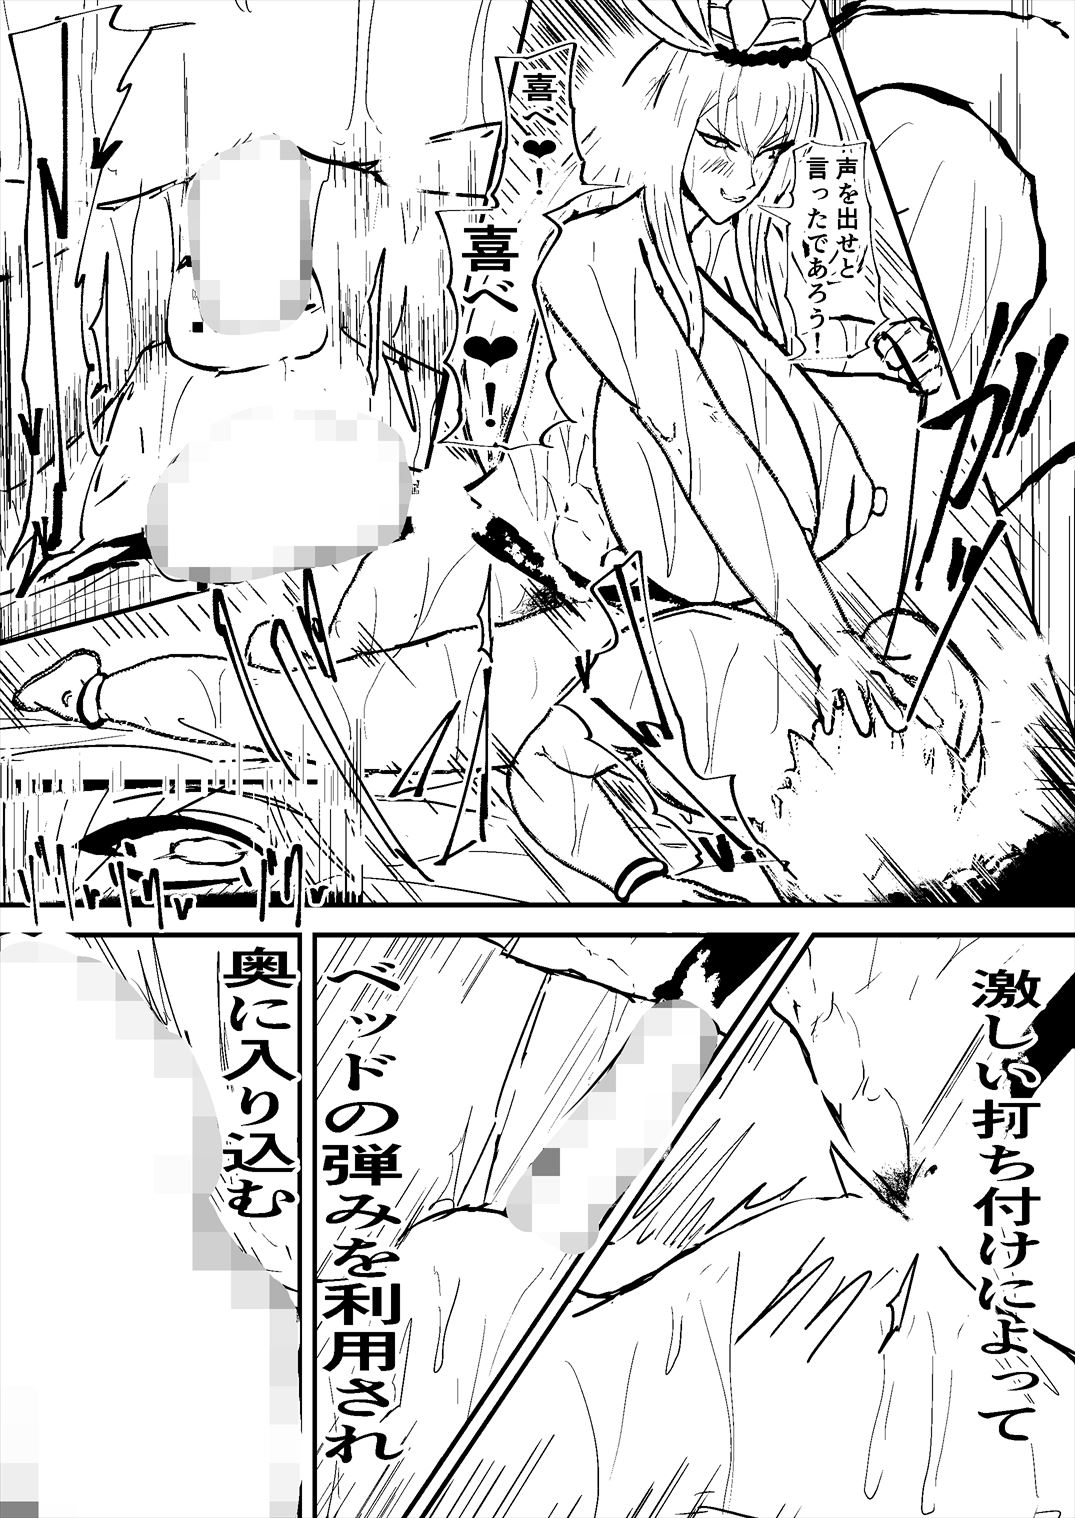 声を出せと
言ったであろう！
喜べ❤！
喜べ❤！
ガッ
激しい打ち付けによって
ベッドの弾みを利用され
奥に入り込む